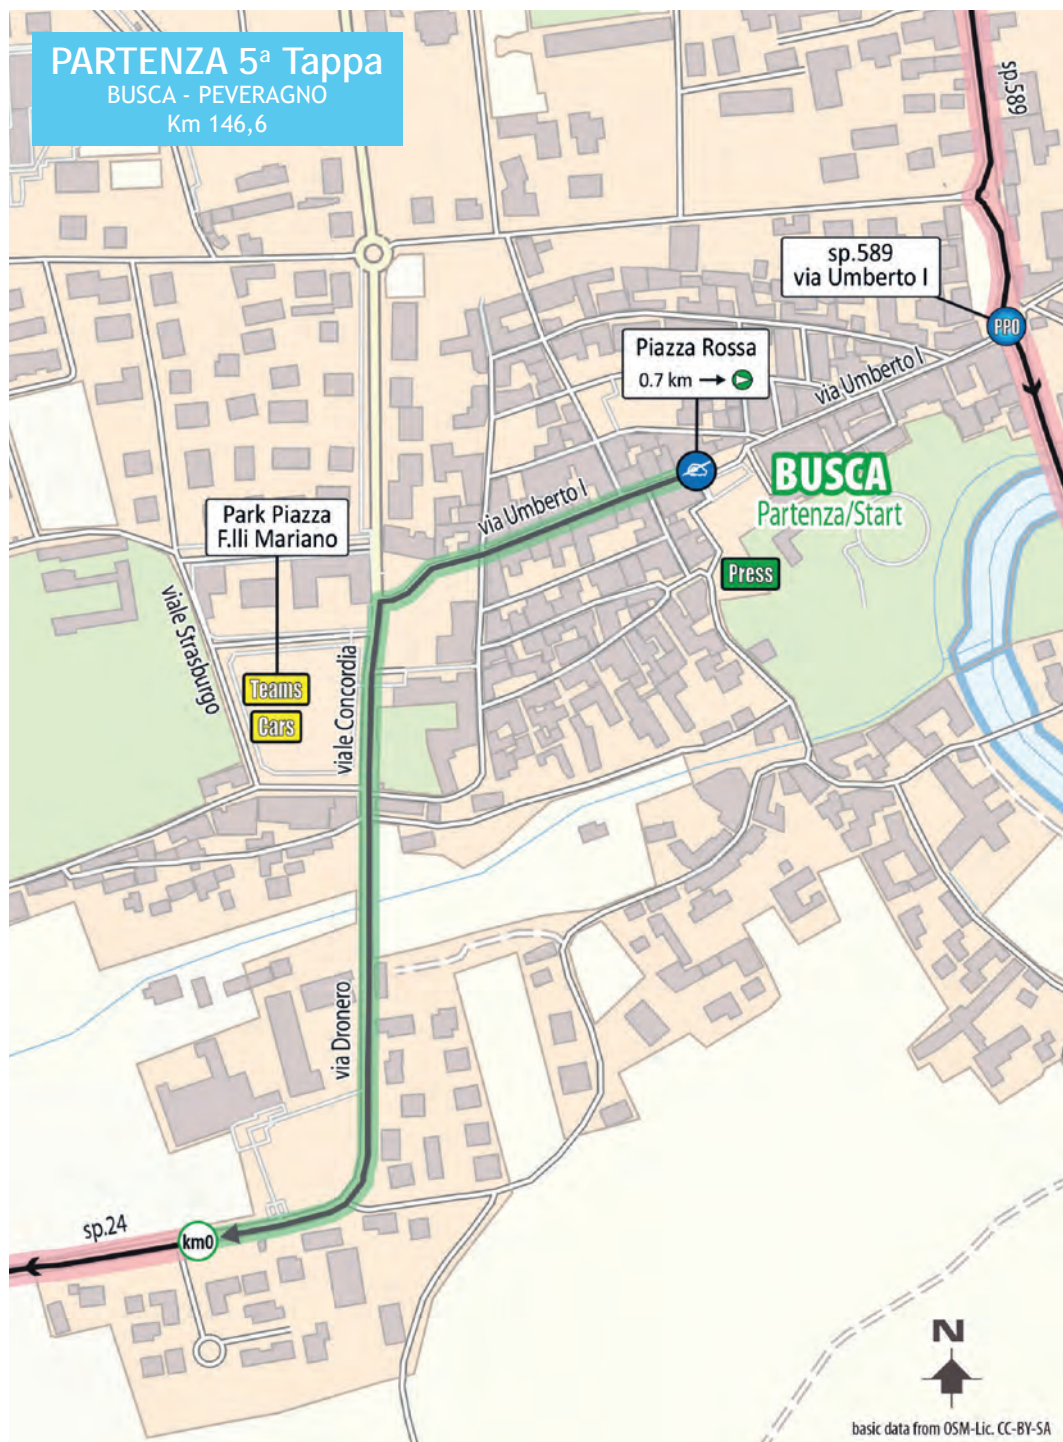 PARTENZA 5ª Tappa
BUSCA - PEVERAGNO
Km 146,6
sp.589
sp.589
via Umberto I
PPO
Piazza Rossa
0.7 km
via Umberto I
BUSCA
Partenza/Start
via Umberto I
Park Piazza
F.lli Mariano
Press
viale Strasburgo
Teams
Cars
viale Concordia
via Dronero
sp.24
km0
N
basic data from OSM-Lic. CC-BY-SA